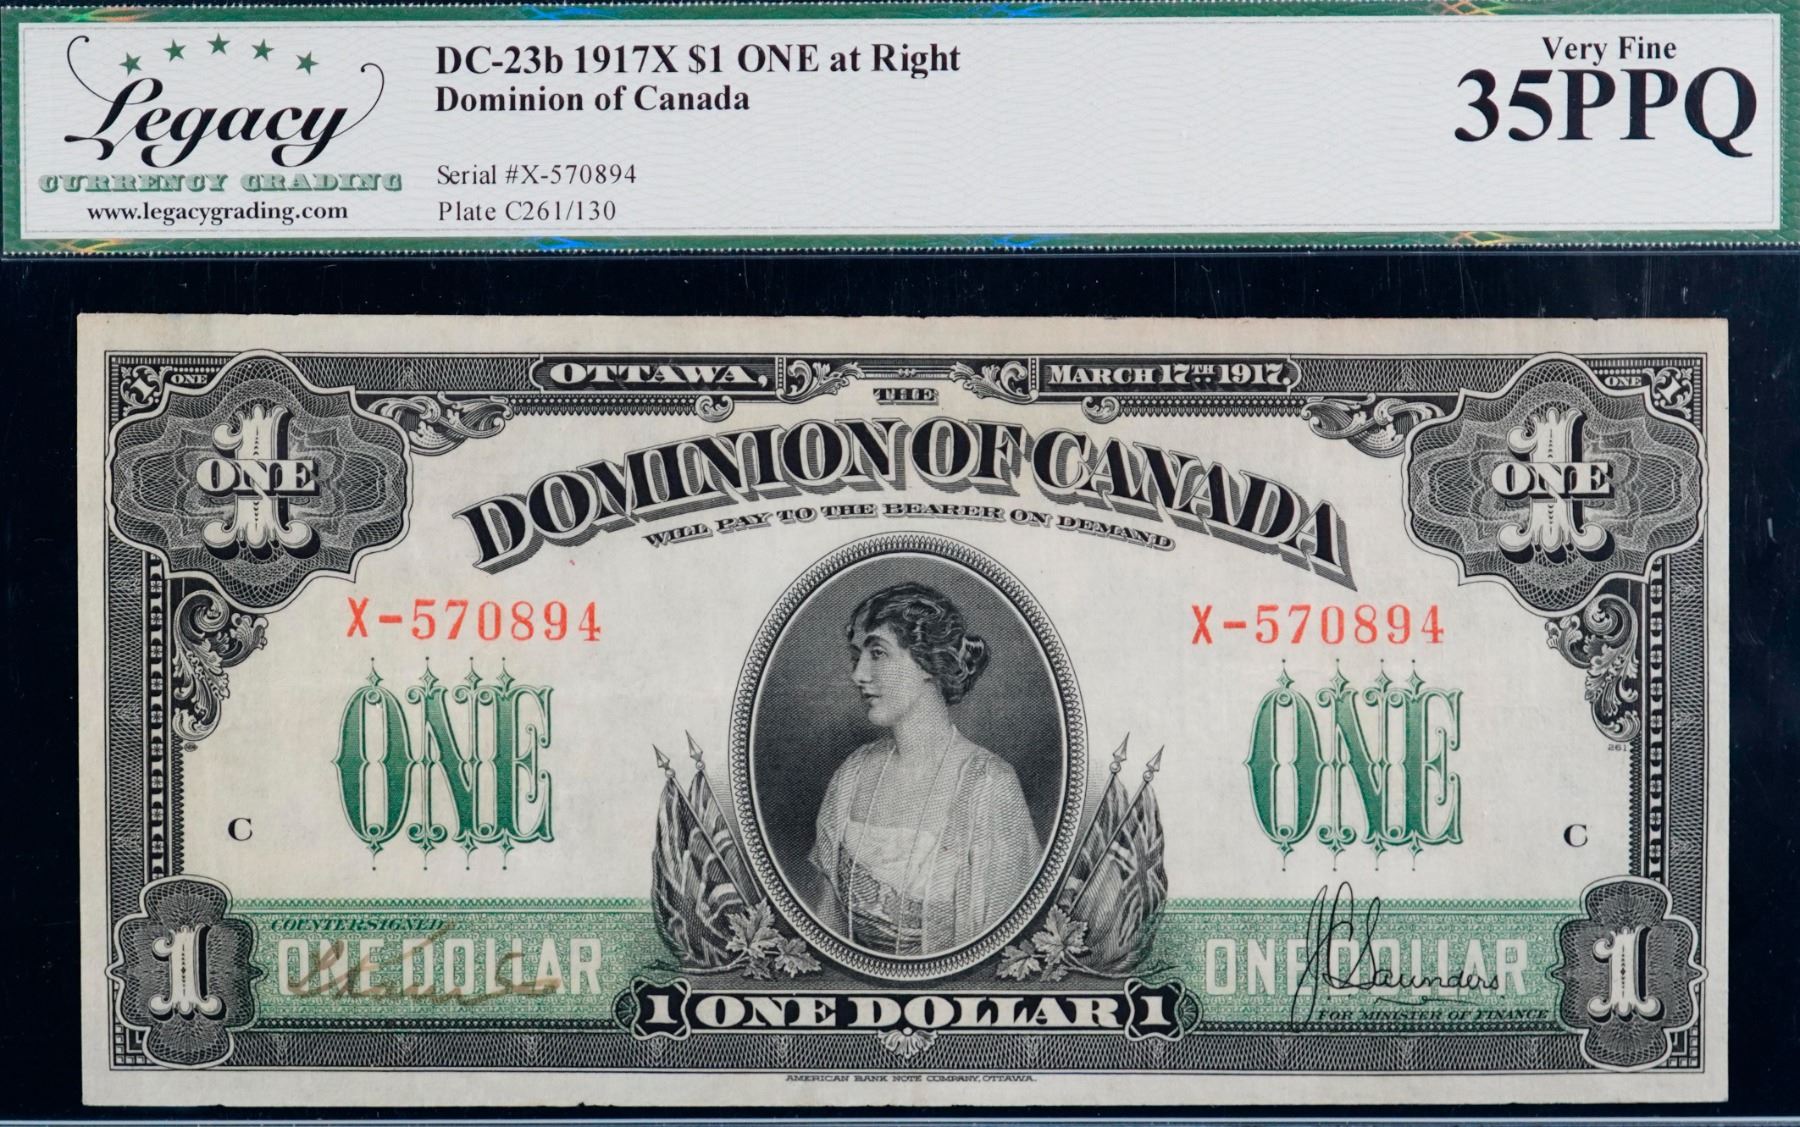 Legacy
CURRENCY GRADING
www.legacygrading.com
DC-23b 1917X $1 ONE at Right
Dominion of Canada
Serial #X-570894
Plate C261/130
Very Fine
35PPQ
OTTAWA, MARCH 17TH 1917.
ONE ONE
1 ONE 1 ONE
THE
DOMINION OF CANADA
WILL PAY TO THE BEARER ON DEMAND
X-570894 X-570894
ONE ONE
261
C C
COUNTERSIGNED
ONE DOLLAR ONE DOLLAR
J C Saunders
FOR MINISTER OF FINANCE
1 1
1 ONE DOLLAR 1
AMERICAN BANK NOTE COMPANY, OTTAWA.